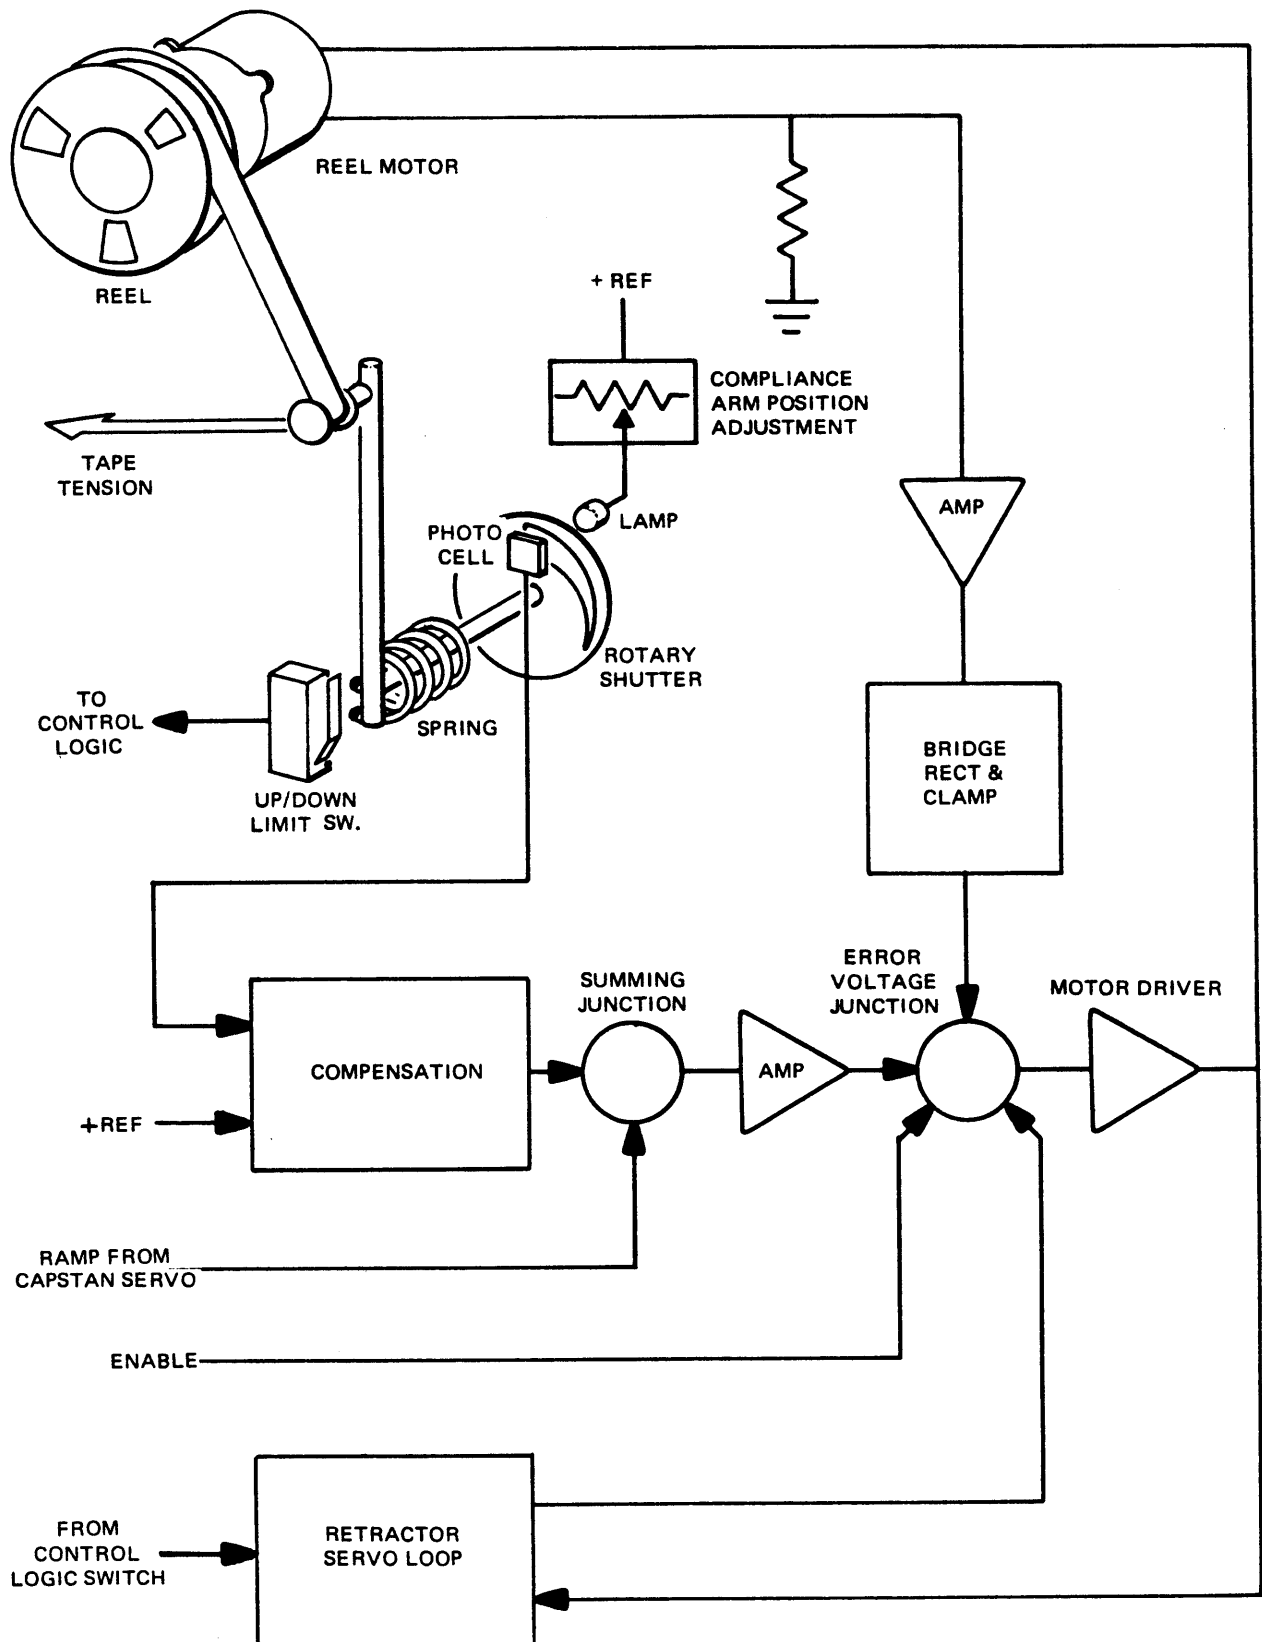 REEL MOTOR
REEL
+ REF
COMPLIANCE
ARM POSITION
ADJUSTMENT
TAPE
TENSION
AMP
LAMP
PHOTO
CELL
ROTARY
SHUTTER
TO
CONTROL
LOGIC
SPRING
UP/DOWN
LIMIT SW.
BRIDGE
RECT &
CLAMP
SUMMING
JUNCTION
ERROR
VOLTAGE
JUNCTION
MOTOR DRIVER
COMPENSATION
AMP
+REF
RAMP FROM
CAPSTAN SERVO
ENABLE
FROM
CONTROL
LOGIC SWITCH
RETRACTOR
SERVO LOOP